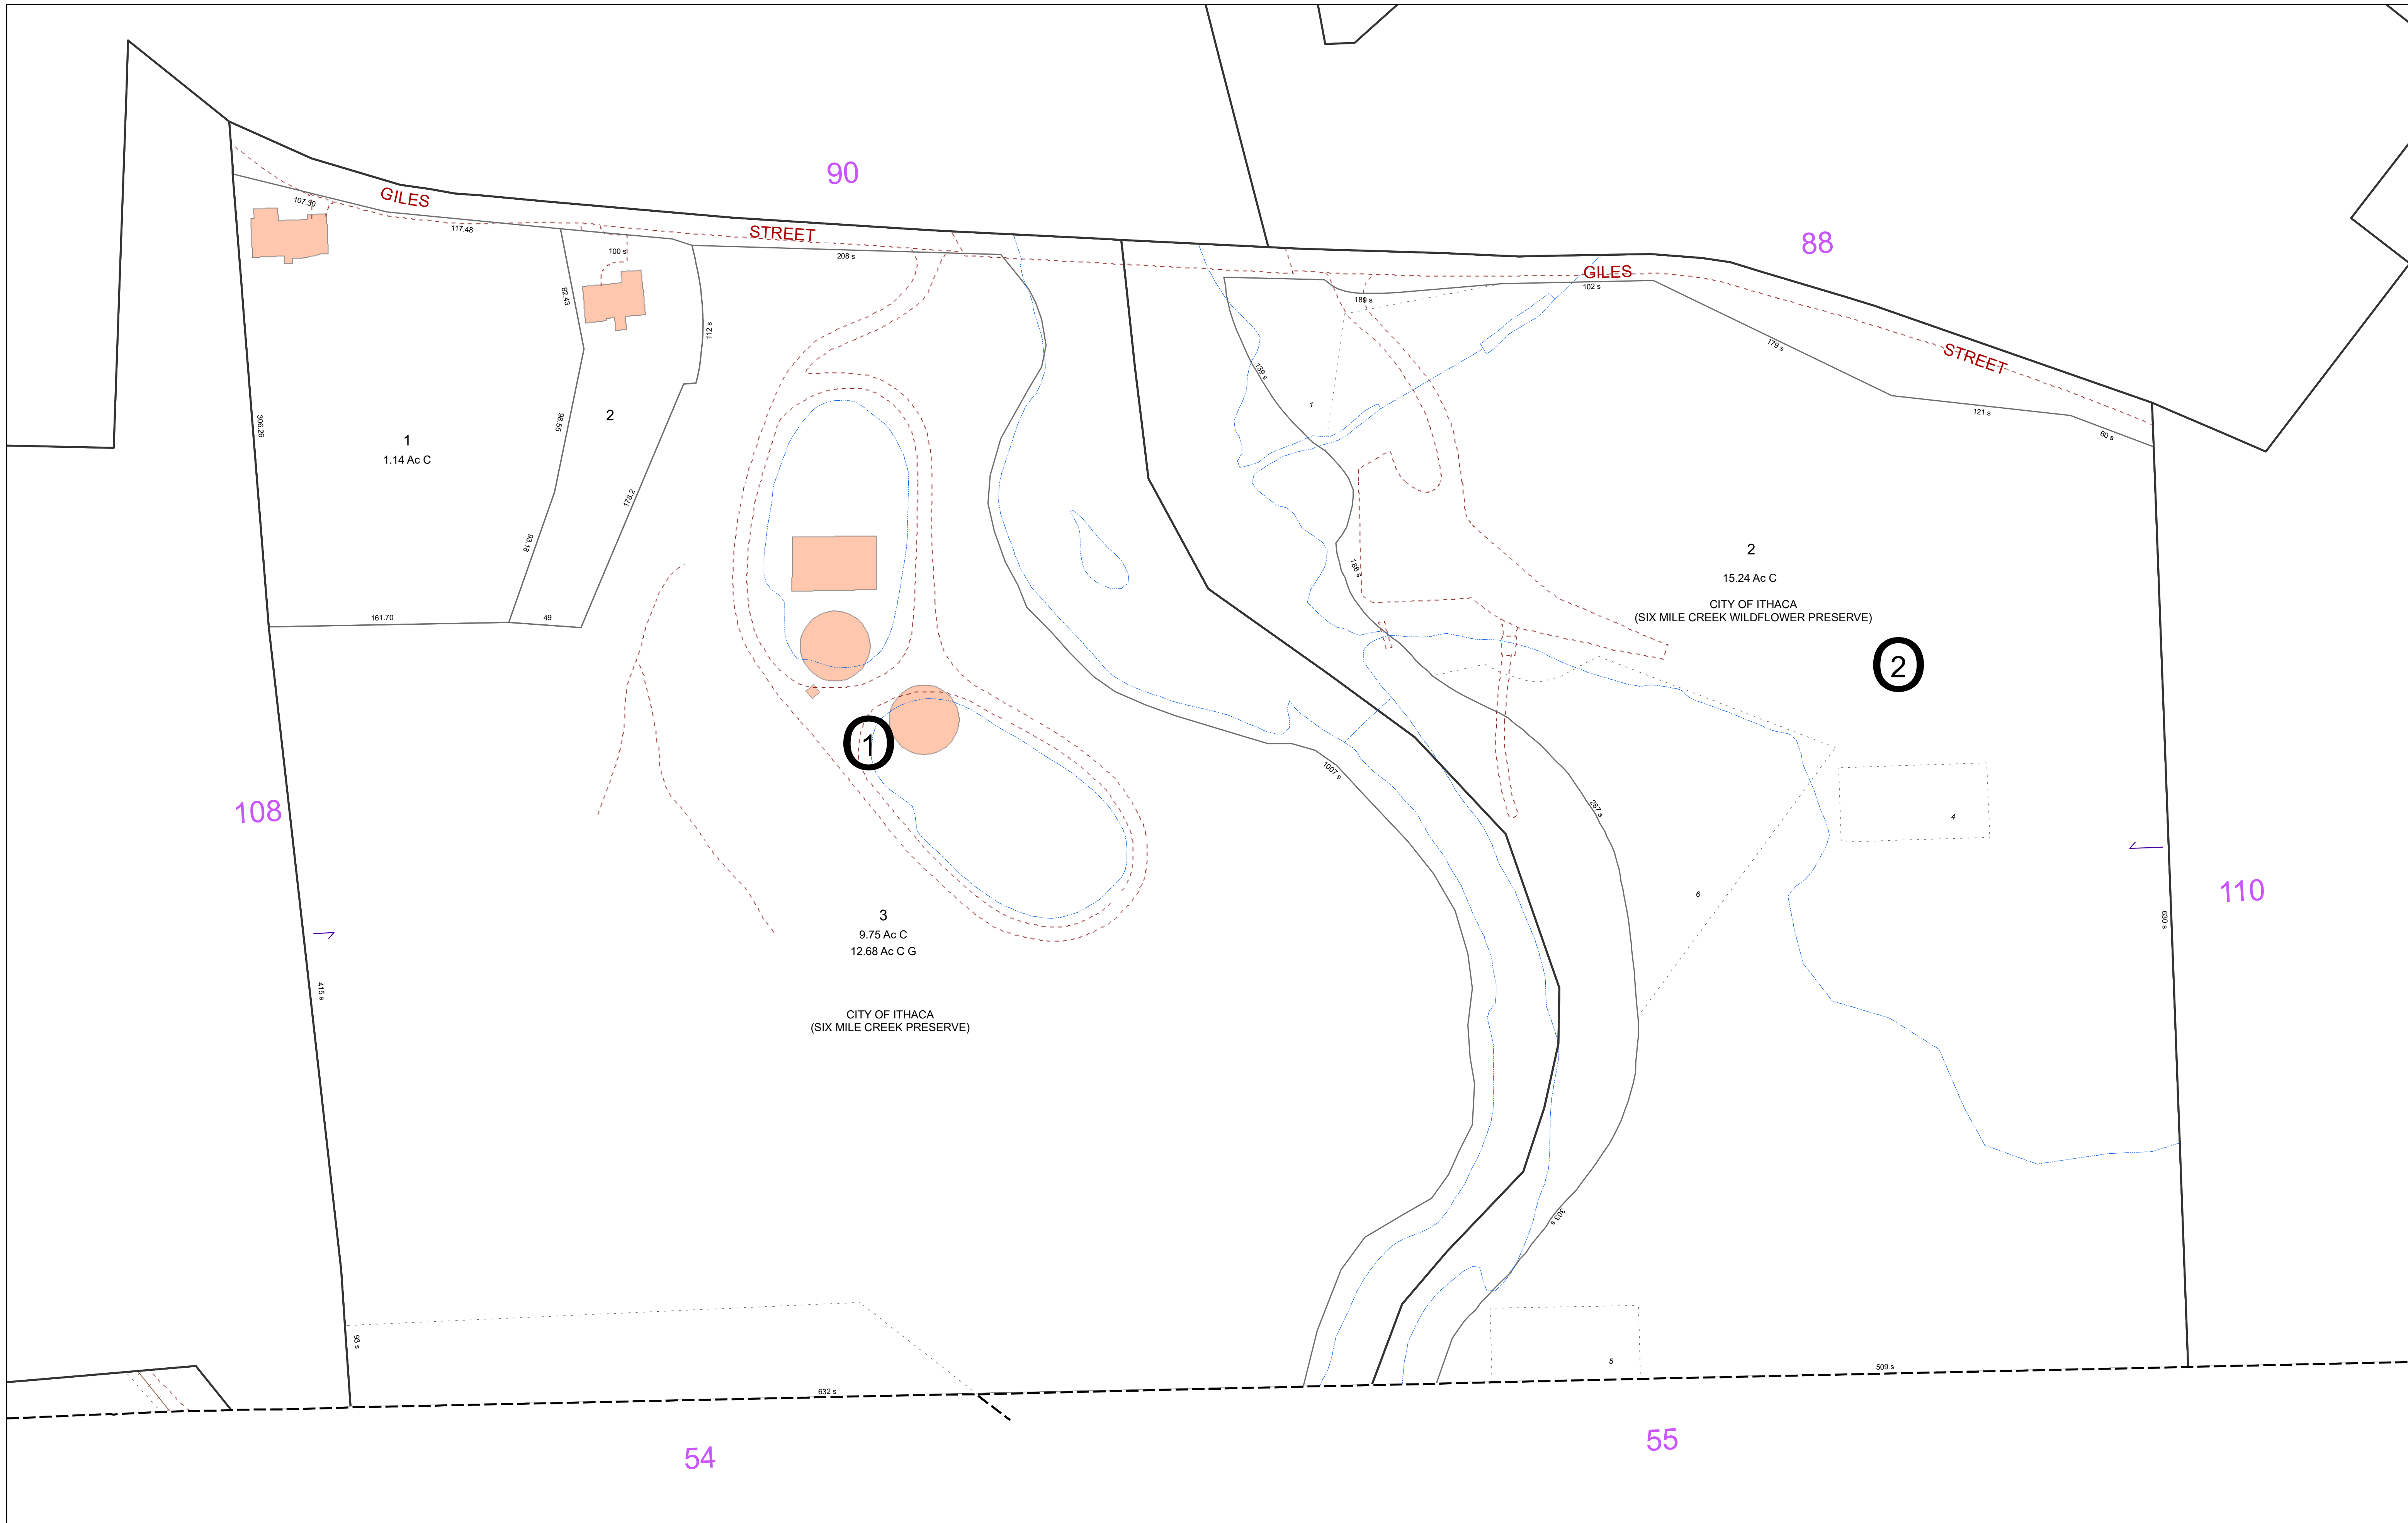 90
88
GILES
STREET
GILES
STREET
107.30
117.48
100 s
208 s
189 s
102 s
179 s
121 s
60 s
82.43
112 s
139 s
306.26
98.55
2
1
1.14 Ac C
1
178.2
93.18
161.70
49
186 s
2
15.24 Ac C
CITY OF ITHACA
(SIX MILE CREEK WILDFLOWER PRESERVE)
2
1
1007 s
287 s
108
4
6
110
630 s
3
9.75 Ac C
12.68 Ac C G
415 s
CITY OF ITHACA
(SIX MILE CREEK PRESERVE)
303 s
93 s
5
509 s
632 s
54
55